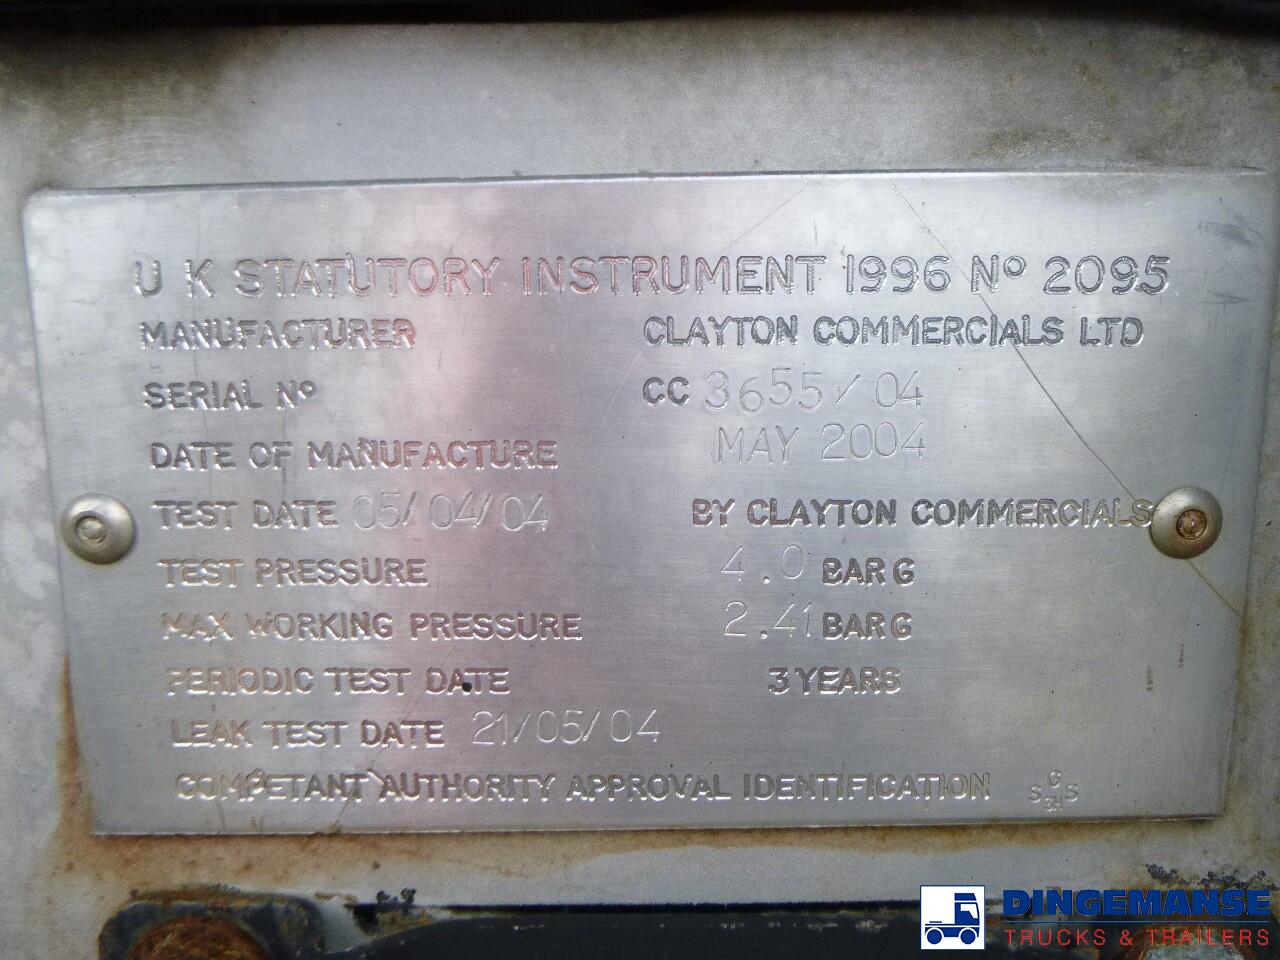 U K STATUTORY INSTRUMENT 1996 Nº 2095
MANUFACTURER CLAYTON COMMERCIALS LTD
SERIAL Nº CC 3655/04
DATE OF MANUFACTURE MAY 2004
TEST DATE 05/04/04 BY CLAYTON COMMERCIALS
TEST PRESSURE 4.0 BAR G
MAX WORKING PRESSURE 2.41 BAR G
PERIODIC TEST DATE 3 YEARS
LEAK TEST DATE 21/05/04
COMPETANT AUTHORITY APPROVAL IDENTIFICATION
G
S S
DINGEMANSE
TRUCKS & TRAILERS